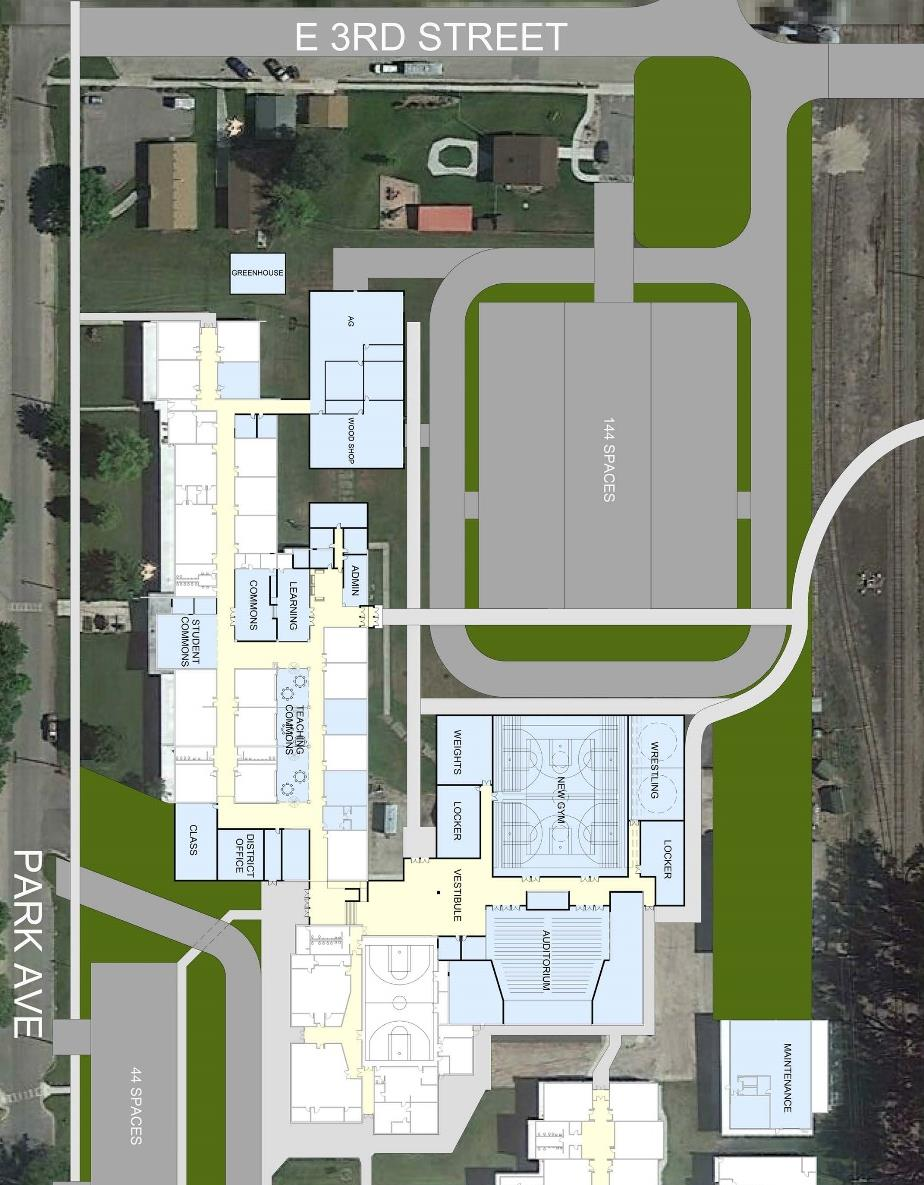 E 3RD STREET
GREENHOUSE
AG
WOOD SHOP
144 SPACES
ADMIN
COMMONS
LEARNING
STUDENT
COMMONS
TEACHING
COMMONS
WEIGHTS
NEW GYM
WRESTLING
LOCKER
CLASS
DISTRICT
OFFICE
LOCKER
VESTIBULE
AUDITORIUM
PARK AVE
44 SPACES
MAINTENANCE